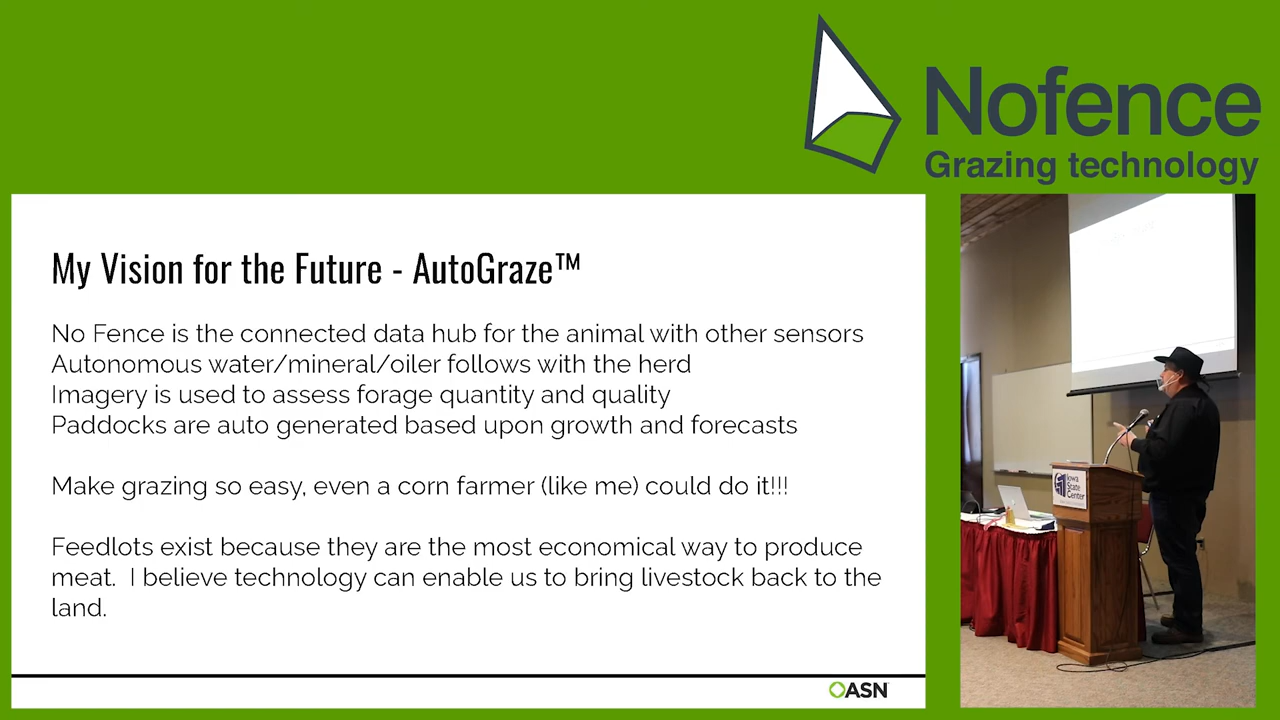 Nofence
Grazing technology
My Vision for the Future - AutoGraze™
No Fence is the connected data hub for the animal with other sensors
Autonomous water/mineral/oiler follows with the herd
Imagery is used to assess forage quantity and quality
Paddocks are auto generated based upon growth and forecasts
Make grazing so easy, even a corn farmer (like me) could do it!!!
Feedlots exist because they are the most economical way to produce
meat.  I believe technology can enable us to bring livestock back to the
land.
ASN
Iowa
State
Center